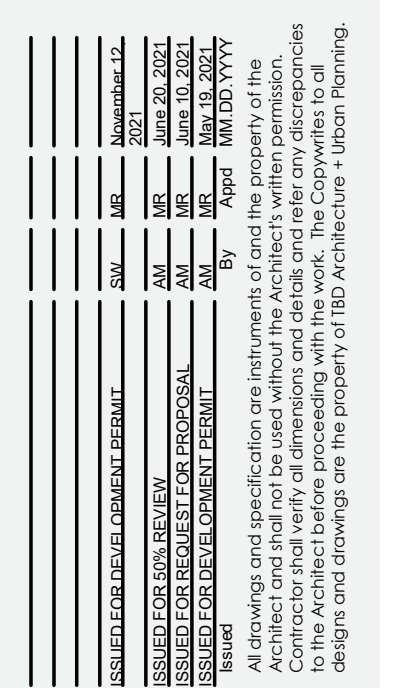 ISSUED FOR DEVELOPMENT PERMIT SW MR November 12,
2021
ISSUED FOR 50% REVIEW AM MR June 20, 2021
ISSUED FOR REQUEST FOR PROPOSAL AM MR June 10, 2021
ISSUED FOR DEVELOPMENT PERMIT AM MR May 19, 2021
Issued By Appd MM.DD.YYYY
All drawings and specification are instruments of and the property of the
Architect and shall not be used without the Architect's written permission.
Contractor shall verify all dimensions and details and refer any discrepancies
to the Architect before proceeding with the work. The Copywrites to all
designs and drawings are the property of TBD Architecture + Urban Planning.